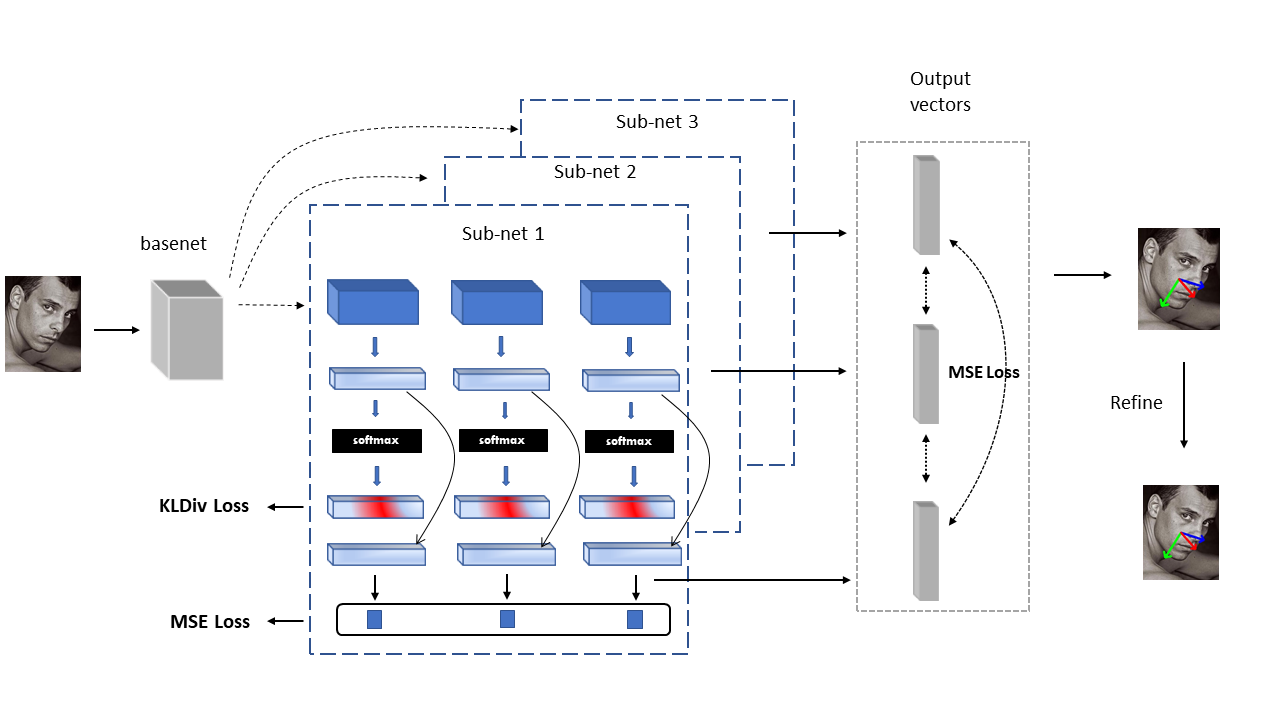 Output
vectors
Sub-net 3
Sub-net 2
Sub-net 1
basenet
softmax
softmax
softmax
MSE Loss
Refine
KLDiv Loss
MSE Loss